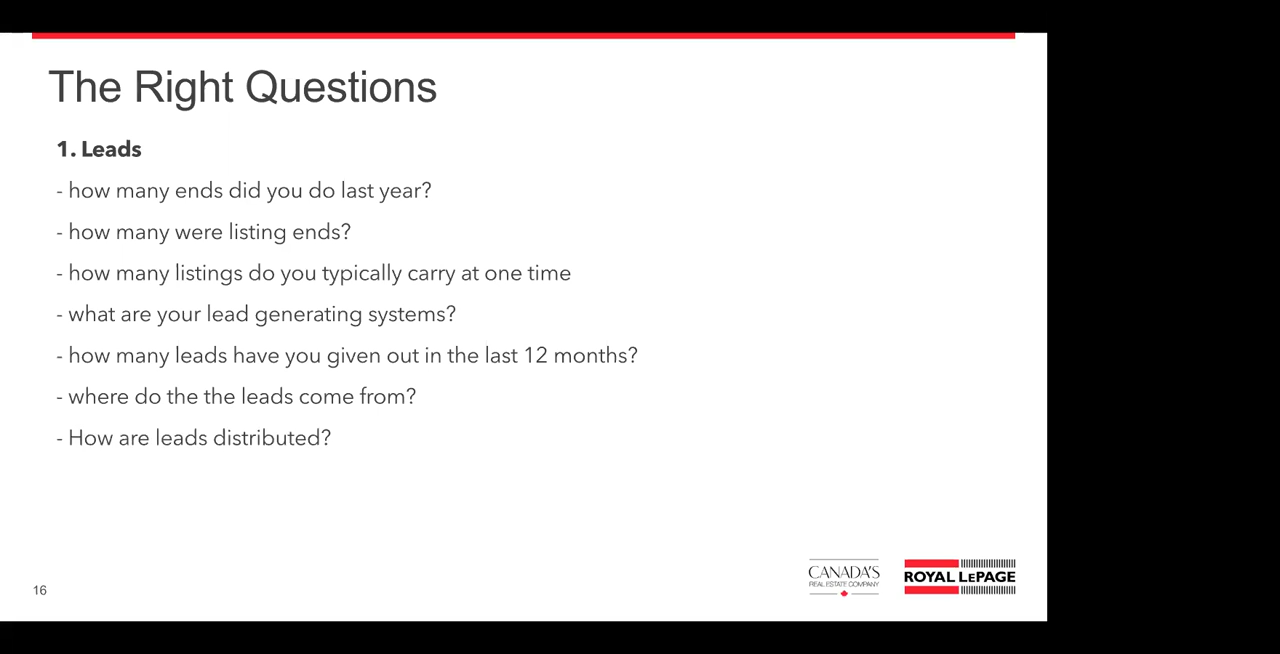 The Right Questions
1. Leads
- how many ends did you do last year?
- how many were listing ends?
- how many listings do you typically carry at one time
- what are your lead generating systems?
- how many leads have you given out in the last 12 months?
- where do the the leads come from?
- How are leads distributed?
16
CANADA'S
REAL ESTATE COMPANY
ROYAL LEPAGE